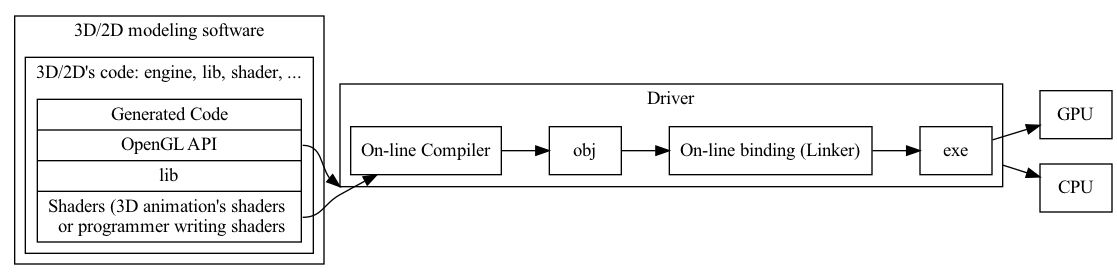 3D/2D modeling software
3D/2D's code: engine, lib, shader, ...
Generated Code
OpenGL API
lib
Shaders (3D animation's shaders
or programmer writing shaders
Driver
On-line Compiler
obj
On-line binding (Linker)
exe
GPU
CPU